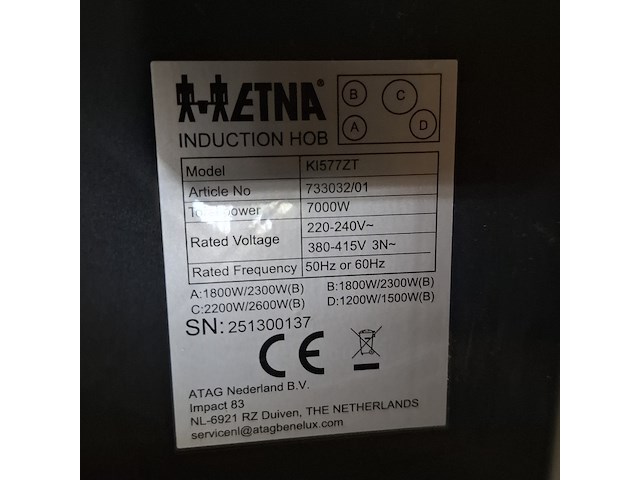 ETNA®
INDUCTION HOB
B
C
A
D
Model KI577ZT
Article No 733032/01
Total power 7000W
Rated Voltage 220-240V~
380-415V 3N~
Rated Frequency 50Hz or 60Hz
A:1800W/2300W(B) B:1800W/2300W(B)
C:2200W/2600W(B) D:1200W/1500W(B)
SN: 251300137
CE
ATAG Nederland B.V.
Impact 83
NL-6921 RZ Duiven, THE NETHERLANDS
servicenl@atagbenelux.com